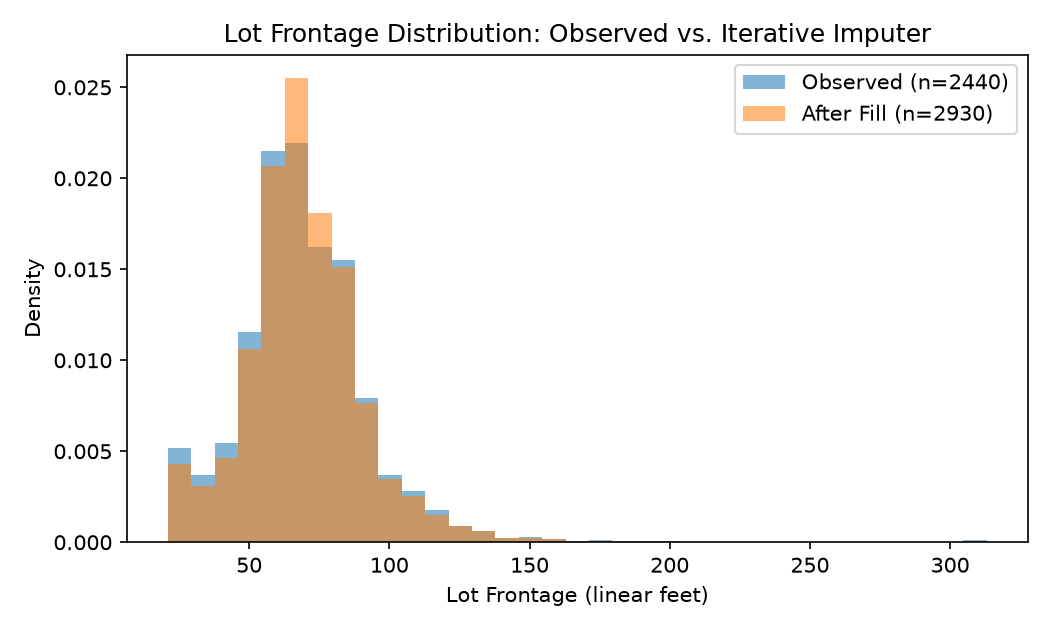 Lot Frontage Distribution: Observed vs. Iterative Imputer
Observed (n=2440)
After Fill (n=2930)
Density
0.025
0.020
0.015
0.010
0.005
0.000
50
100
150
200
250
300
Lot Frontage (linear feet)